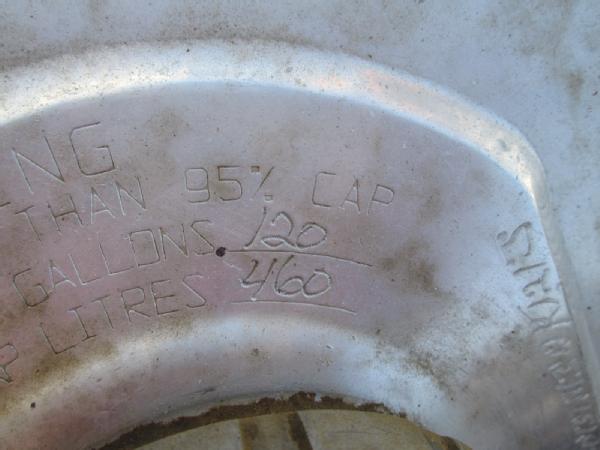 NG
THAN 95% CAP
GALLONS 120
P LITRES 460